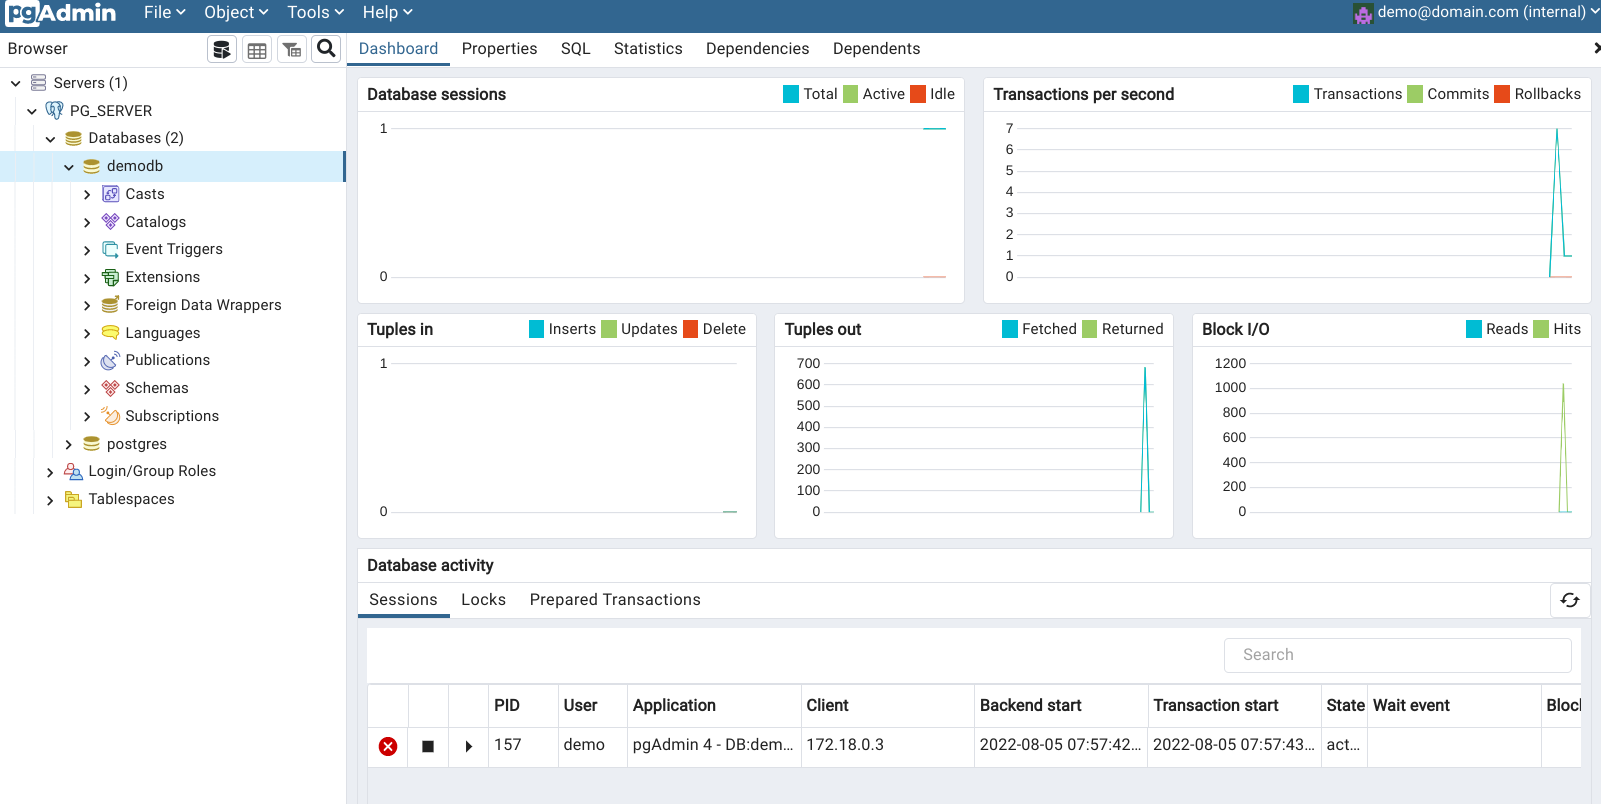 pgAdmin File Object Tools Help demo@domain.com (internal)
Browser
Dashboard Properties SQL Statistics Dependencies Dependents
Servers (1)
PG_SERVER
Databases (2)
demodb
Casts
Catalogs
Event Triggers
Extensions
Foreign Data Wrappers
Languages
Publications
Schemas
Subscriptions
postgres
Login/Group Roles
Tablespaces
Database sessions Total Active Idle
1
0
Transactions per second Transactions Commits Rollbacks
7
6
5
4
3
2
1
0
Tuples in Inserts Updates Delete
1
0
Tuples out Fetched Returned
700
600
500
400
300
200
100
0
Block I/O Reads Hits
1200
1000
800
600
400
200
0
Database activity
Sessions Locks Prepared Transactions
Search
PID User Application Client Backend start Transaction start State Wait event Bloc
157 demo pgAdmin 4 - DB:dem... 172.18.0.3 2022-08-05 07:57:42... 2022-08-05 07:57:43... act...